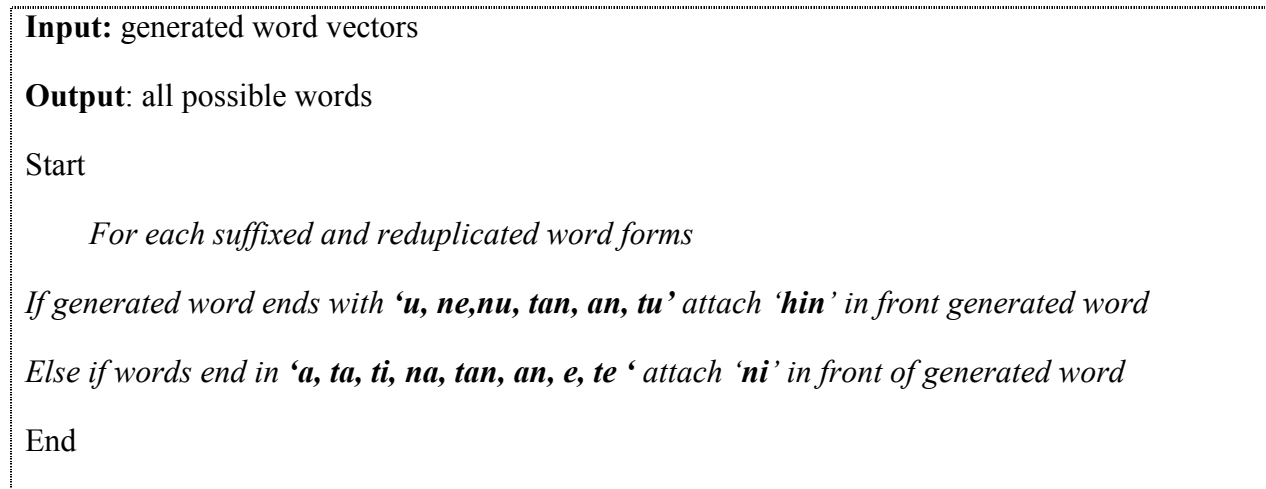 Input: generated word vectors
Output: all possible words
Start
For each suffixed and reduplicated word forms
If generated word ends with ‘u, ne,nu, tan, an, tu’ attach ‘hin’ in front generated word
Else if words end in ‘a, ta, ti, na, tan, an, e, te ‘ attach ‘ni’ in front of generated word
End